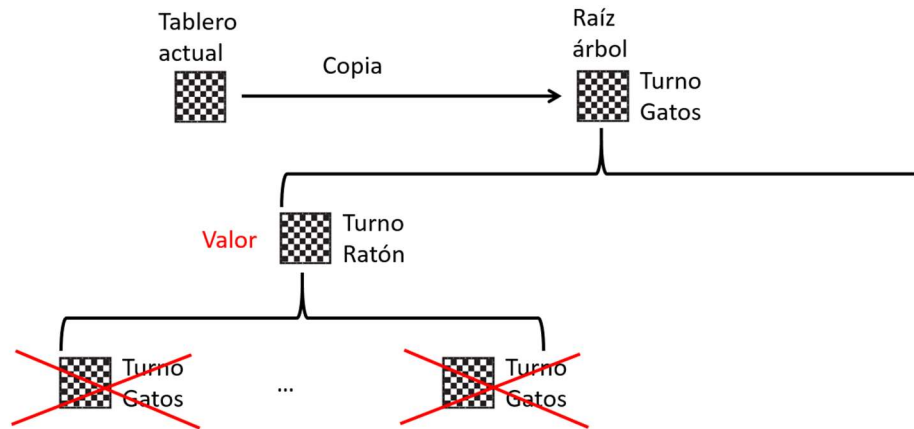 Tablero
actual
Copia
Raíz
árbol
Turno
Gatos
Valor
Turno
Ratón
Turno
Gatos
...
Turno
Gatos